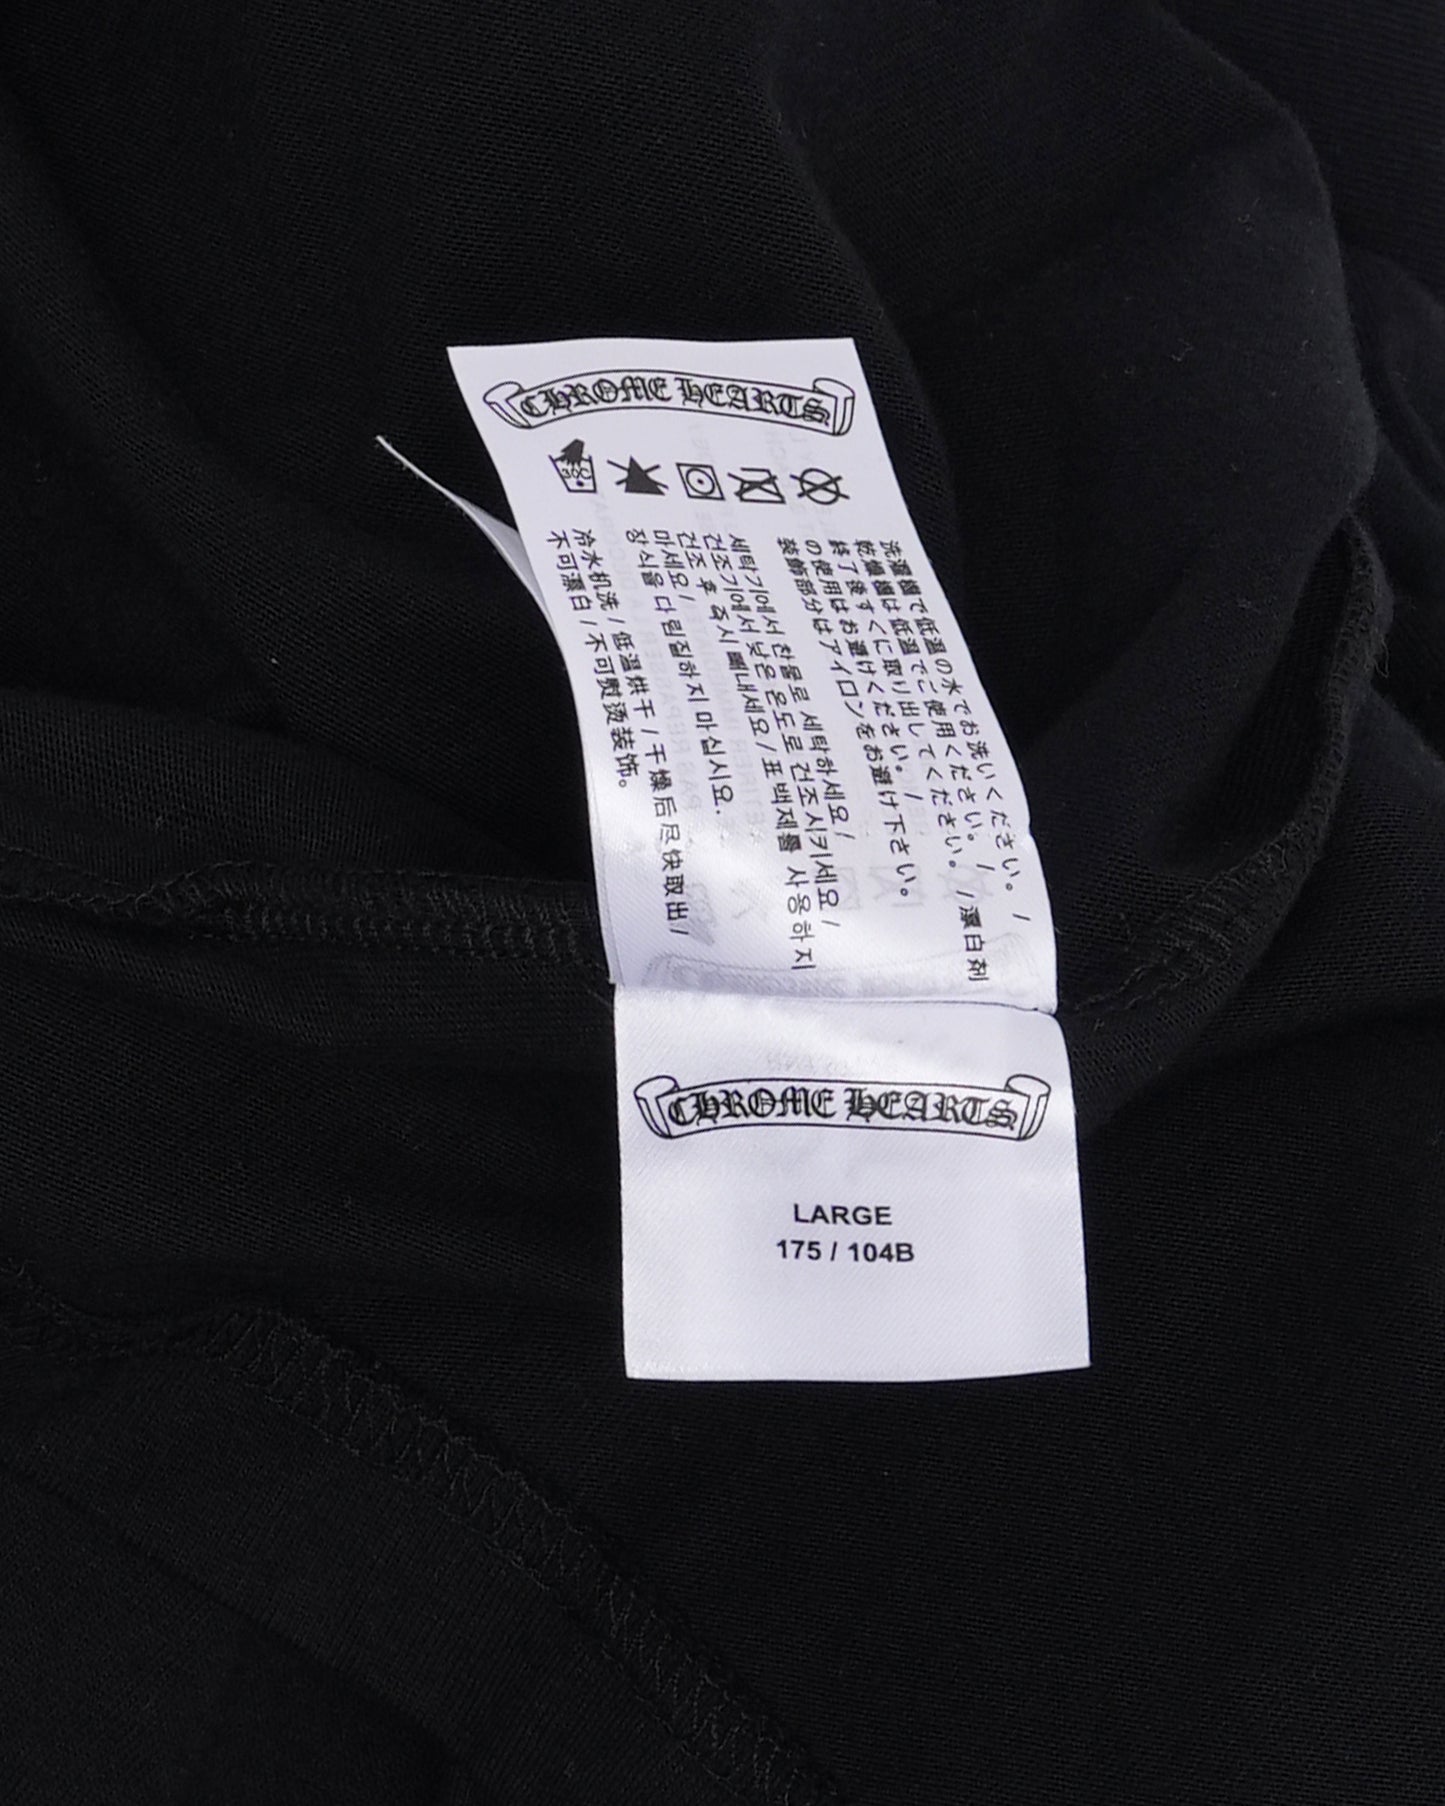 CHROME HEARTS
30C
洗濯機で低温の水でお洗いください。 /
乾燥機は低温でご使用ください。 /
終了後すぐに取り出してください。 / 漂白剤
の使用はお避けください。 /
装飾部分はアイロンをお避け下さい。
세탁기에서 찬물로 세탁하세요 /
건조기에서 낮은 온도로 건조시키세요 /
건조 후 즉시 빼내세요 / 표백제를 사용하지
마세요 /
장식을 다림질하지 마십시오.
冷水机洗 / 低温烘干 / 干燥后尽快取出 /
不可漂白 / 不可熨烫装饰。
CHROME HEARTS
LARGE
175 / 104B